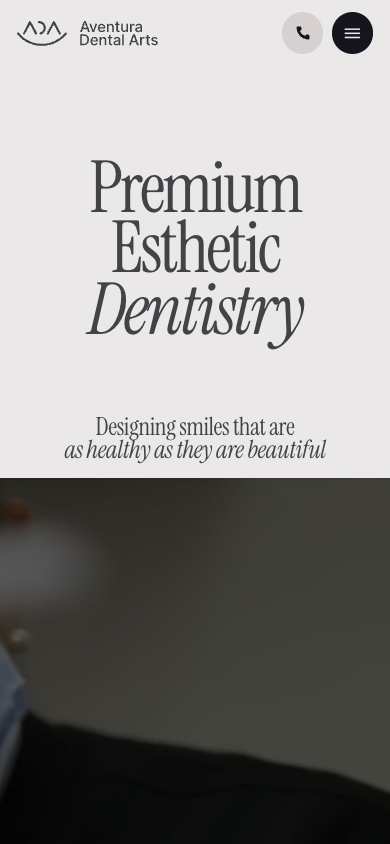 ADA
Aventura
Dental Arts
Premium
Esthetic
Dentistry
Designing smiles that are
as healthy as they are beautiful